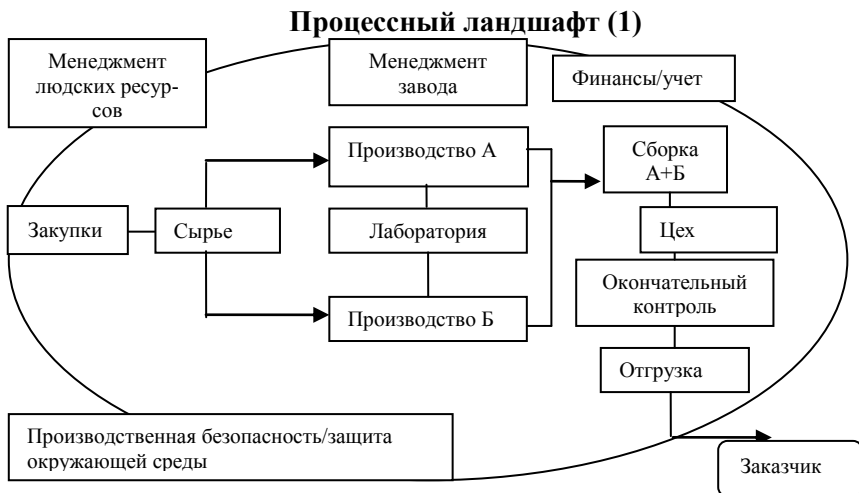 Процессный ландшафт (1)
Менеджмент
людских ресур-
сов
Менеджмент
завода
Финансы/учет
Производство А
Сборка
А+Б
Закупки
Сырье
Лаборатория
Цех
Окончательный
контроль
Производство Б
Отгрузка
Производственная безопасность/защита
окружающей среды
Заказчик